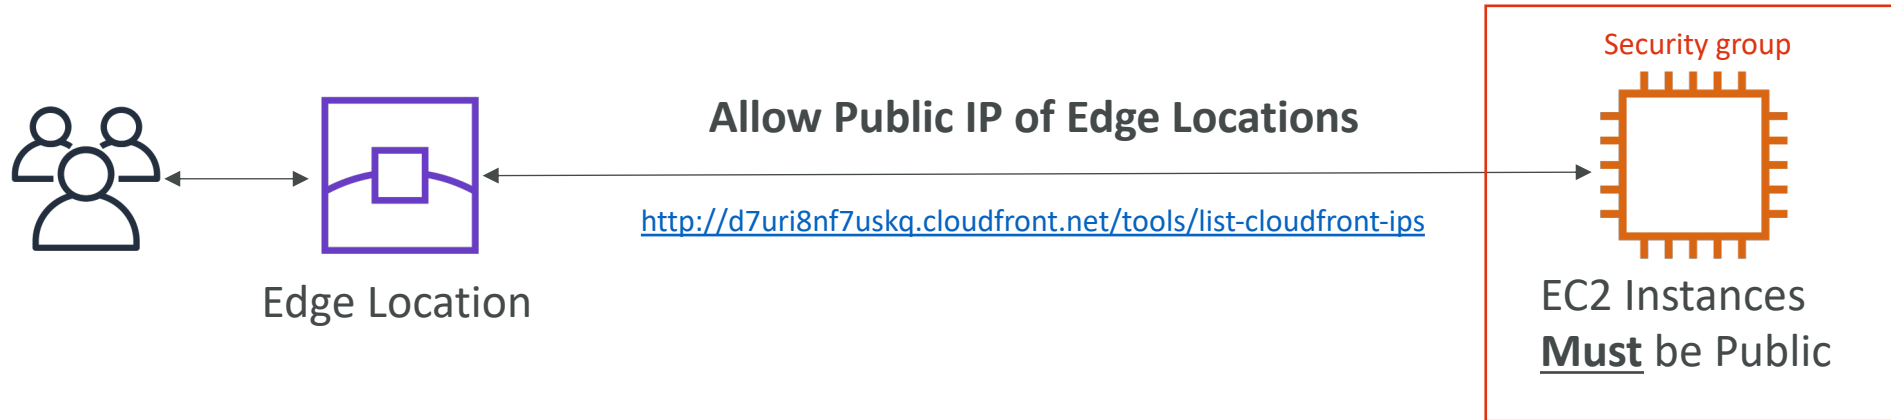 Security group
Allow Public IP of Edge Locations
http://d7uri8nf7uskq.cloudfront.net/tools/list-cloudfront-ips
Edge Location
EC2 Instances
Must be Public